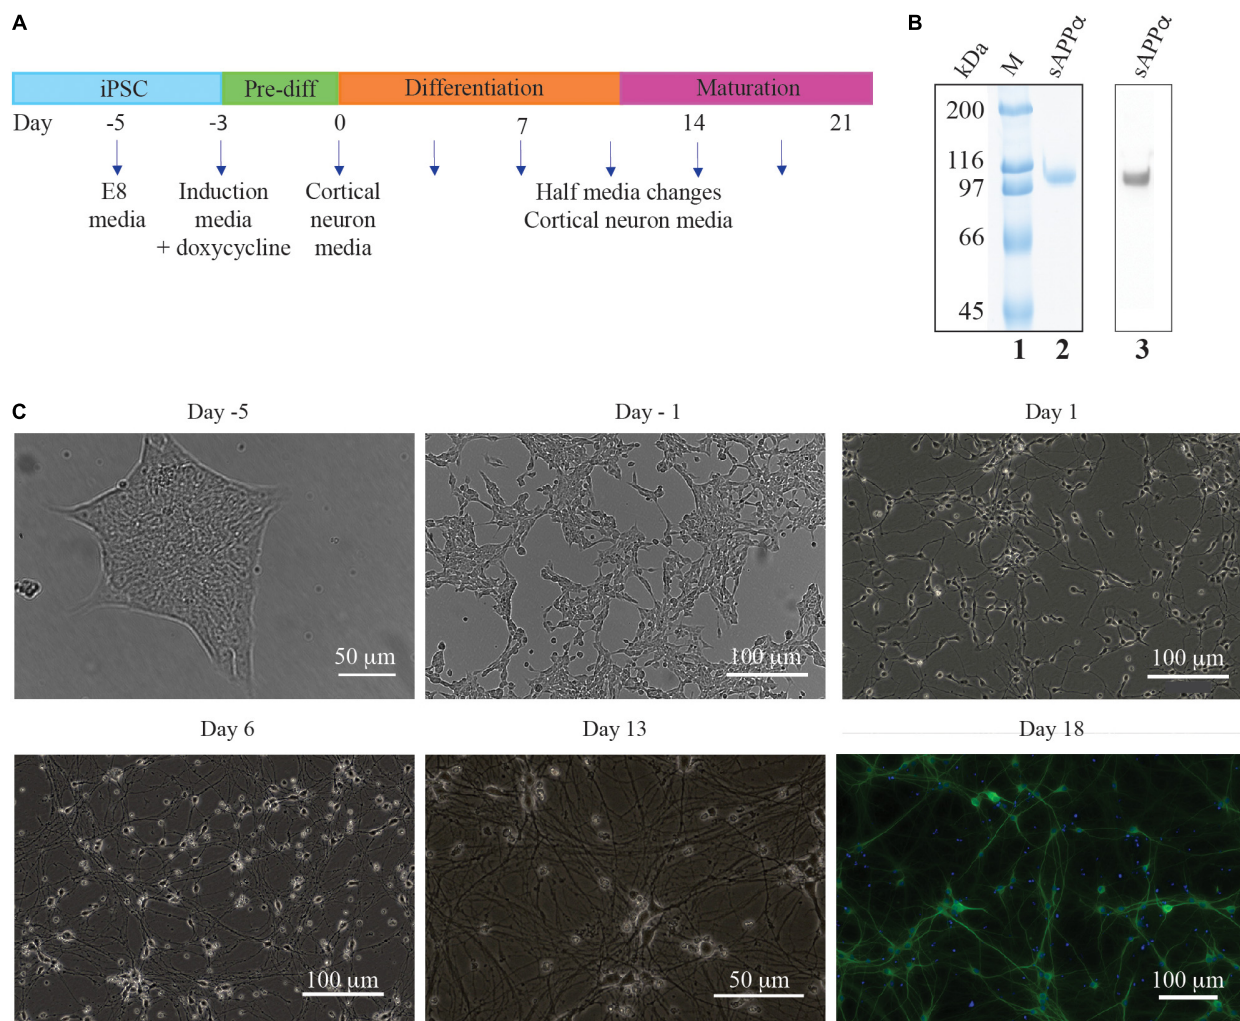 A
iPSC Pre-diff Differentiation Maturation
Day -5 -3 0 7 14 21
E8
media
Induction
media
+ doxycycline
Cortical
neuron
media
Half media changes
Cortical neuron media
B
kDa M sAPPα sAPPα
200
116
97
66
45
1 2 3
C
Day -5 Day - 1 Day 1
50 µm 100 µm 100 µm
Day 6 Day 13 Day 18
100 µm 50 µm 100 µm